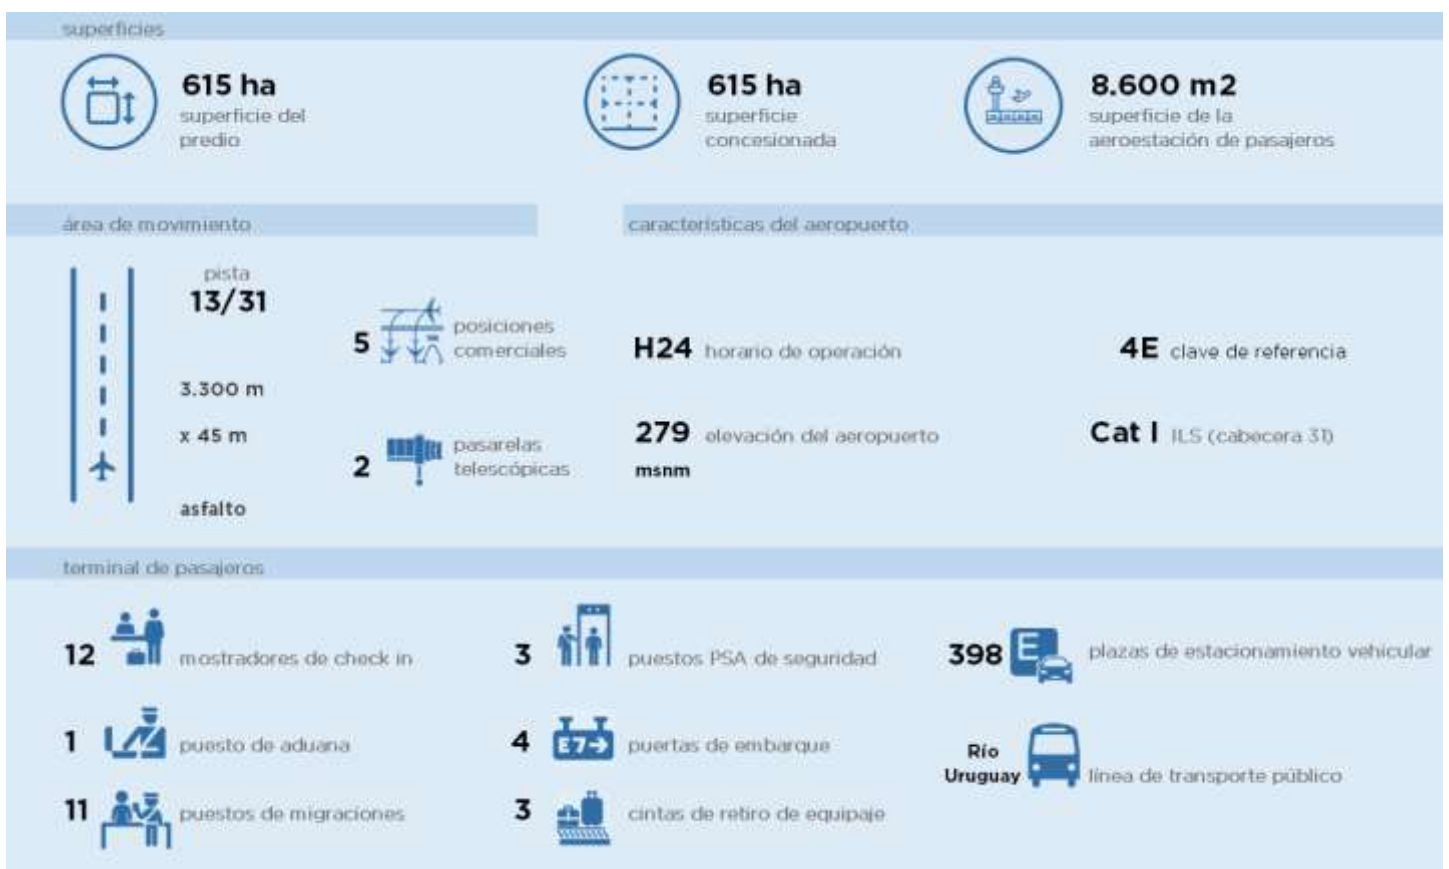 superficies
615 ha
superficie del
predio
615 ha
superficie
concesionada
8.600 m2
superficie de la
aeroestación de pasajeros
área de movimiento
pista
13/31
3.300 m
x 45 m
asfalto
5
posiciones
comerciales
2
pasarelas
telescópicas
características del aeropuerto
H24 horario de operación
4E clave de referencia
279 elevación del aeropuerto
msnm
Cat I ILS (cabecera 31)
terminal de pasajeros
12 mostradores de check in
3 puestos PSA de seguridad
398 E plazas de estacionamiento vehicular
1 puesto de aduana
4 E7→ puertas de embarque
Río
Uruguay línea de transporte público
11 puestos de migraciones
3 cintas de retiro de equipaje